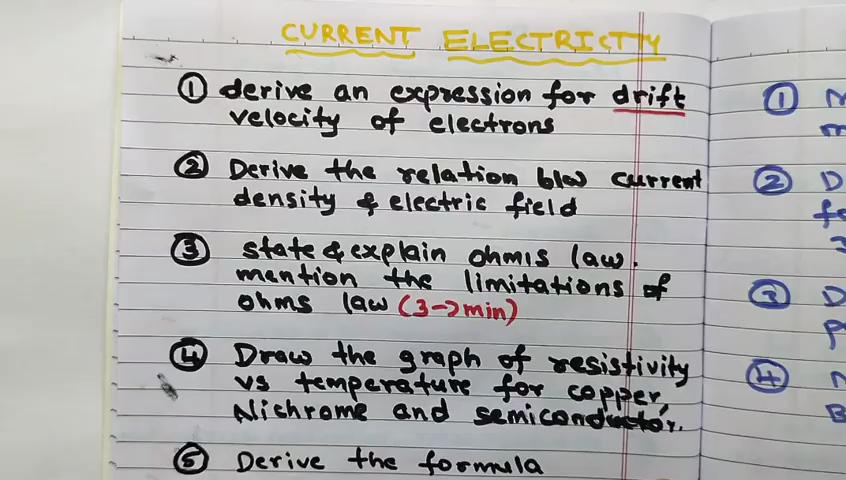 CURRENT ELECTRICTTY
① derive an expression for drift
velocity of electrons
② Derive the relation b/w current
density & electric field
③ state & explain ohmis law.
mention the limitations of
ohms law (3->min)
④ Draw the graph of resistivity
vs temperature for copper,
Nichrome and semiconductor.
⑤ Derive the formula
①
② D
③ D
④